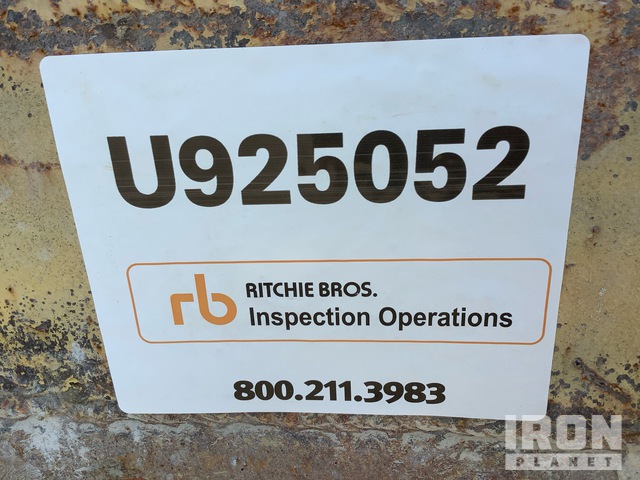 U925052
rb
RITCHIE BROS.
Inspection Operations
800.211.3983
IRON
PLANET